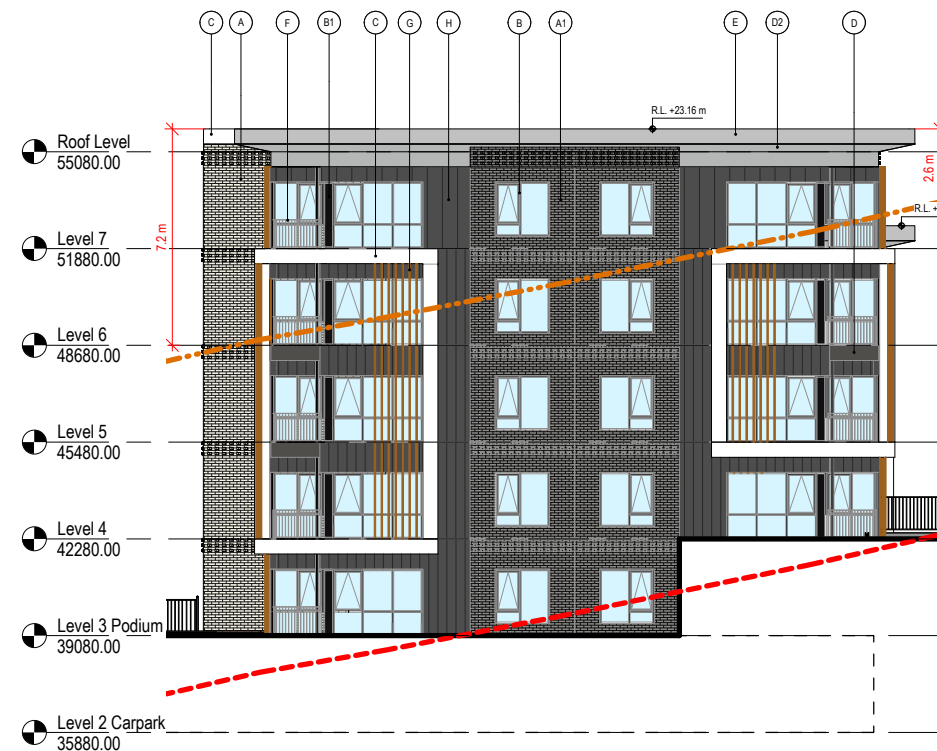 C A F B1 C G H B A1 E D2 D
R.L. +23.16 m
Roof Level
55080.00
2.6 m
R.L. +
7.2 m
Level 7
51880.00
Level 6
48680.00
Level 5
45480.00
Level 4
42280.00
Level 3 Podium
39080.00
Level 2 Carpark
35880.00